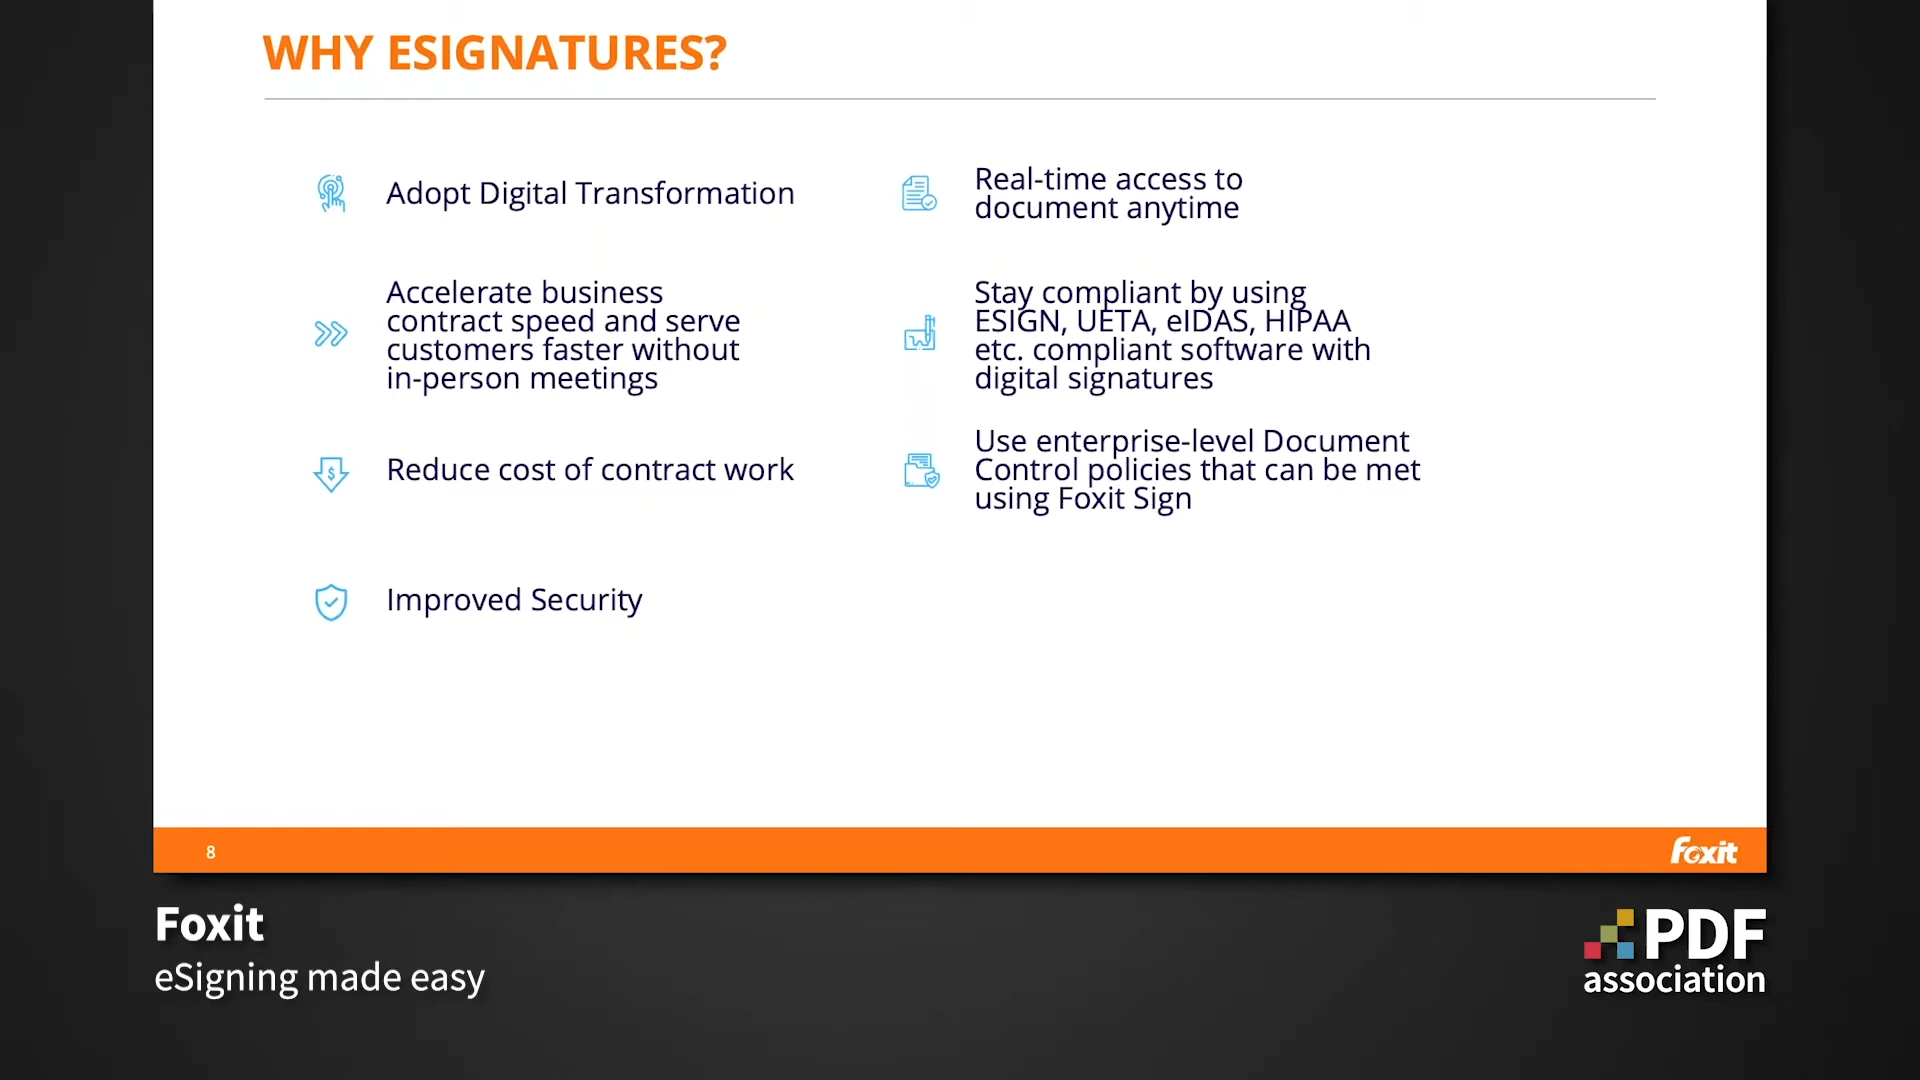 WHY ESIGNATURES?
Adopt Digital Transformation
Accelerate business
contract speed and serve
customers faster without
in-person meetings
Reduce cost of contract work
Improved Security
Real-time access to
document anytime
Stay compliant by using
ESIGN, UETA, eIDAS, HIPAA
etc. compliant software with
digital signatures
Use enterprise-level Document
Control policies that can be met
using Foxit Sign
8
Foxit
Foxit
eSigning made easy
PDF
association